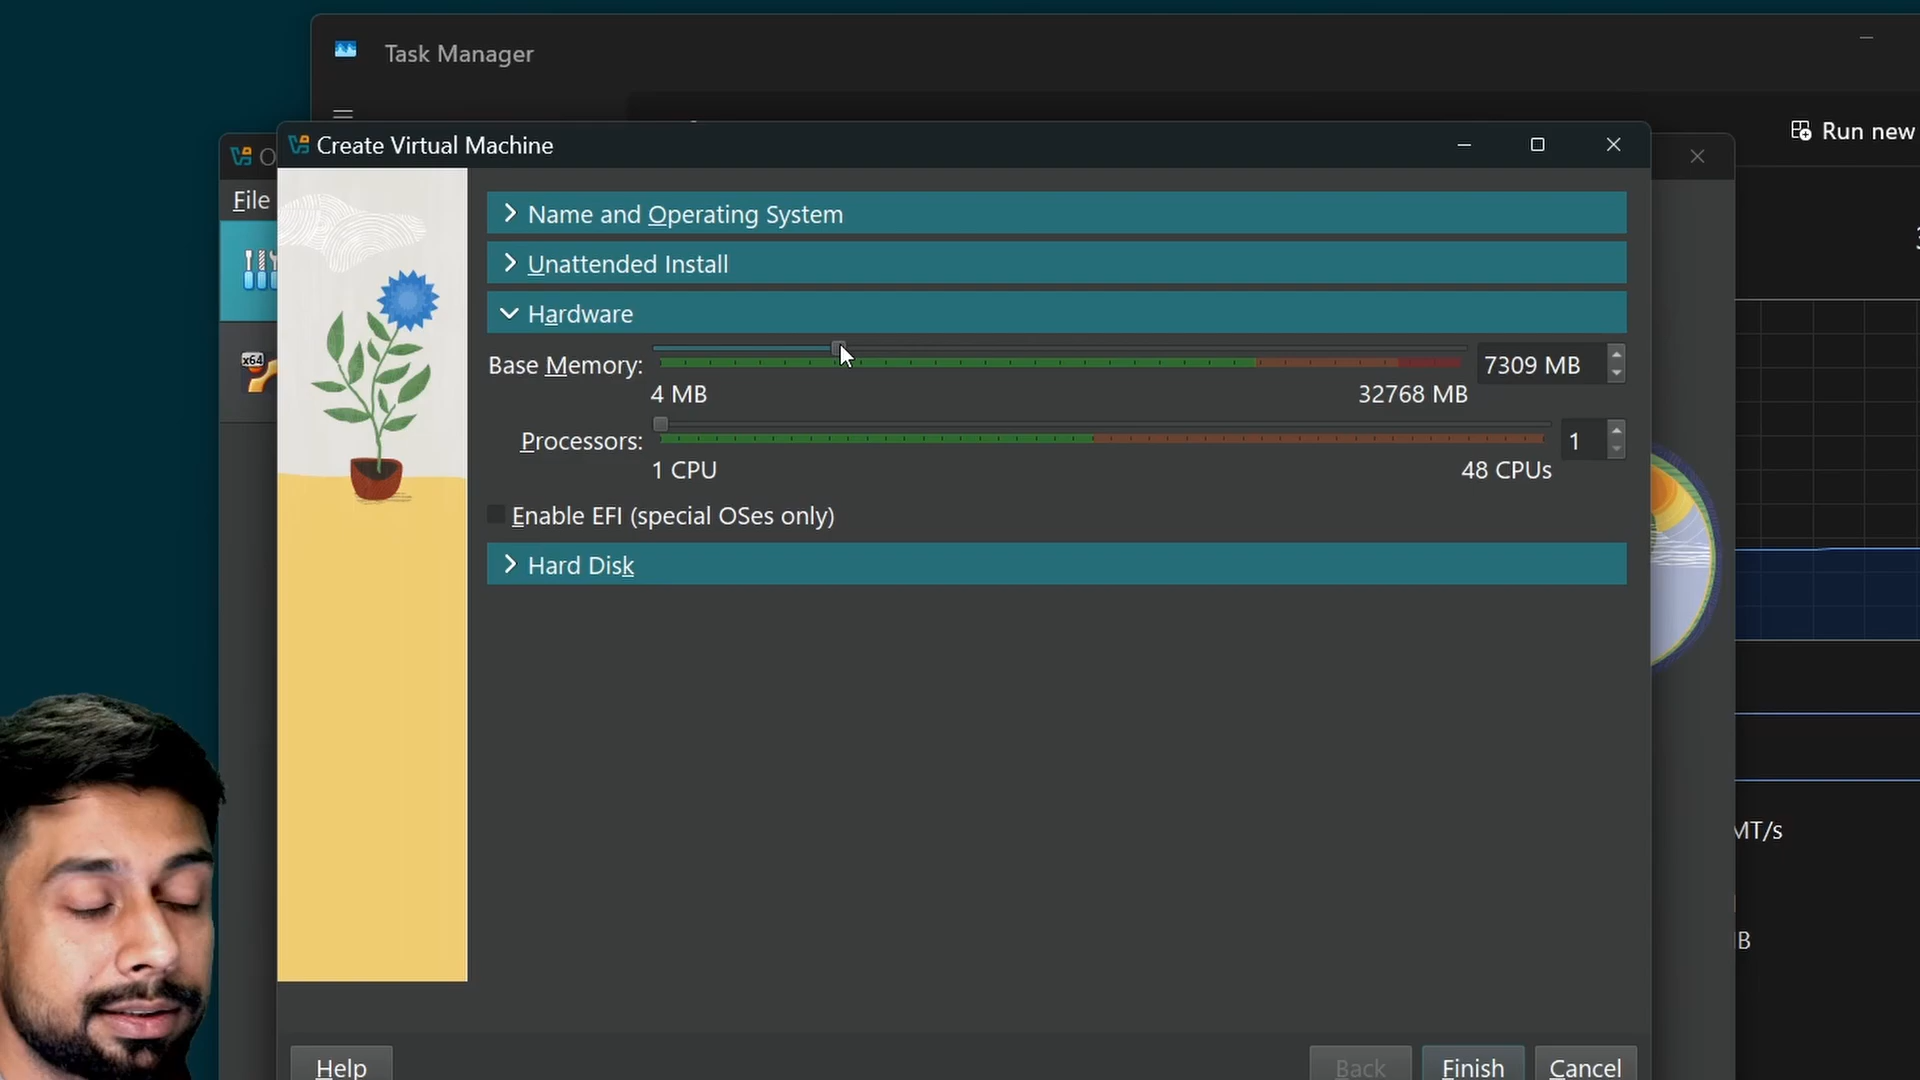 Task Manager
Run new
Create Virtual Machine
File
Name and Operating System
Unattended Install
Hardware
Base Memory:
7309 MB
4 MB
32768 MB
x64
Processors:
1
1 CPU
48 CPUs
Enable EFI (special OSes only)
Hard Disk
MT/s
Help
Back
Finish
Cancel